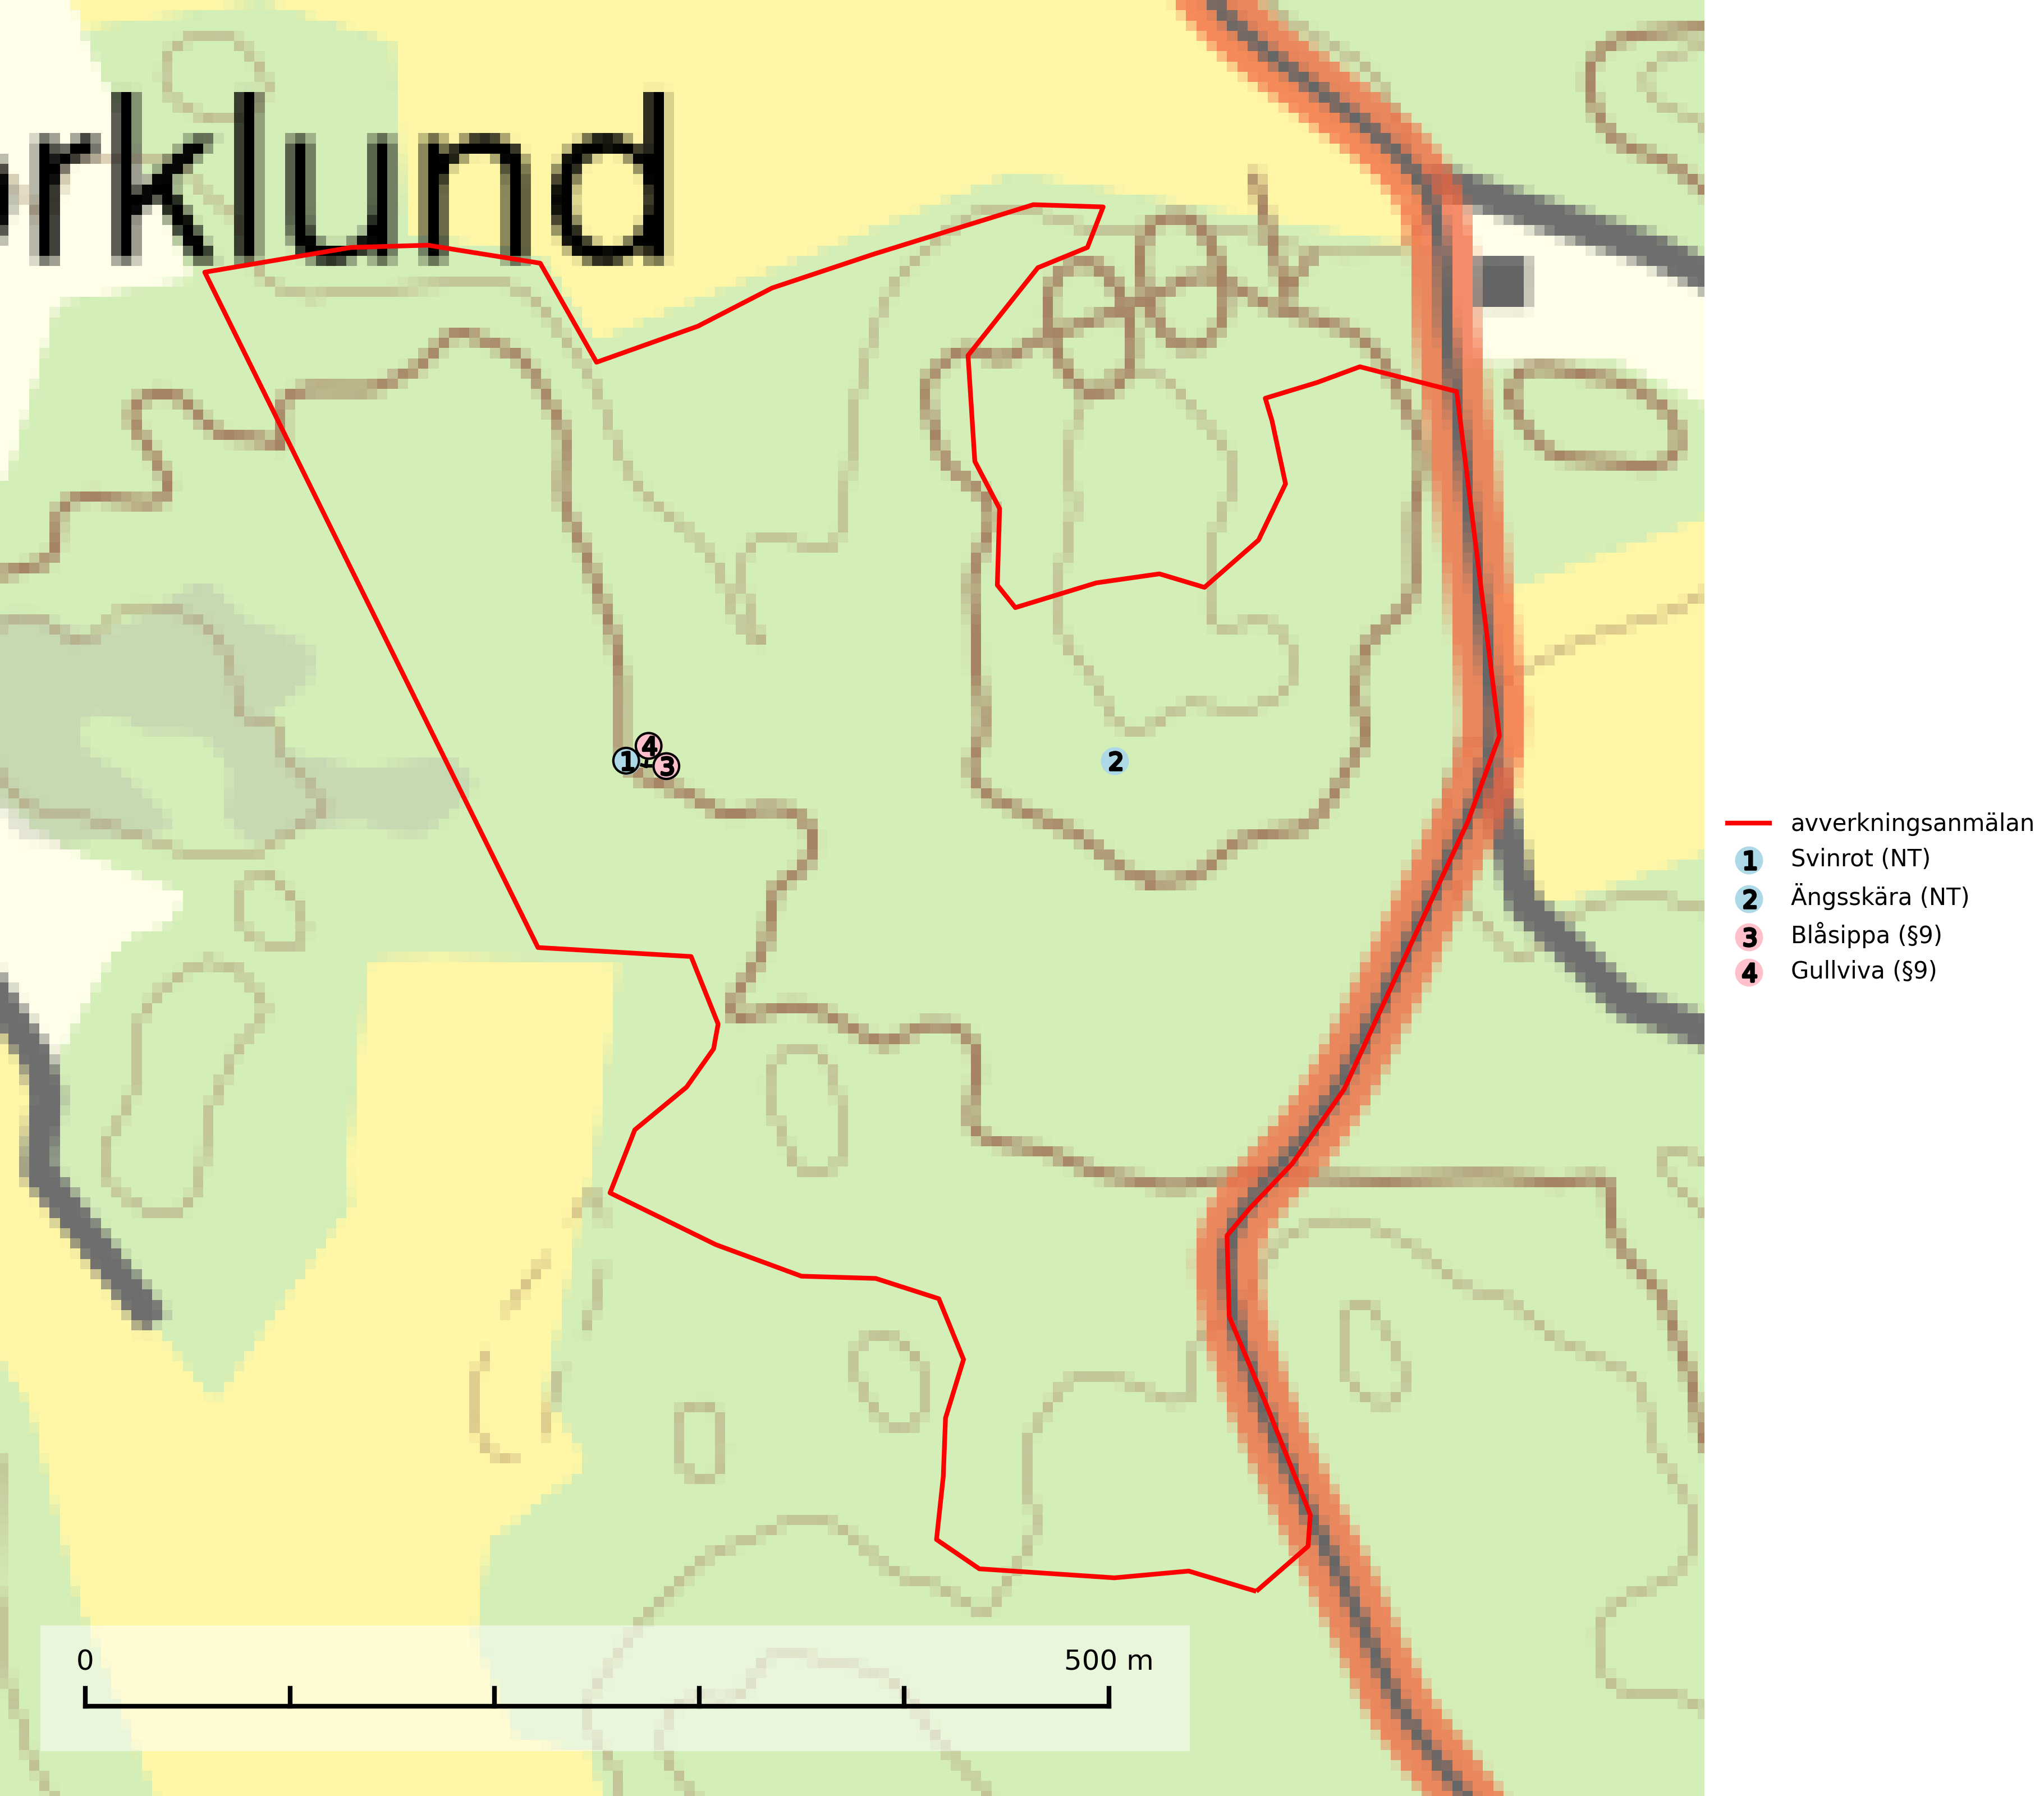 rklund
4
1
3
2
avverkningsanmälan
1 Svinrot (NT)
2 Ängsskära (NT)
3 Blåsippa (§9)
4 Gullviva (§9)
0 500 m